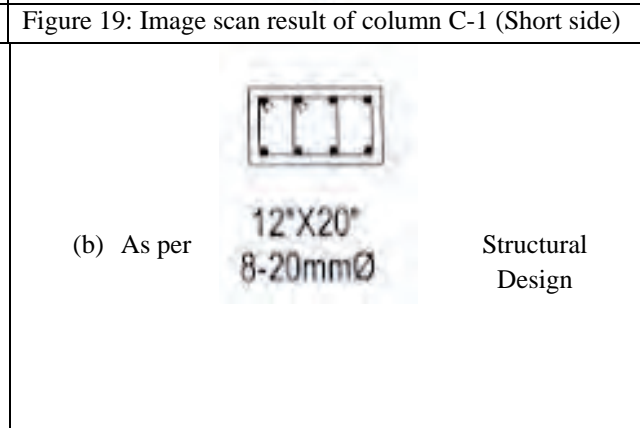 Figure 19: Image scan result of column C-1 (Short side)
(b) As per 12"X20" Structural
8-20mmØ Design